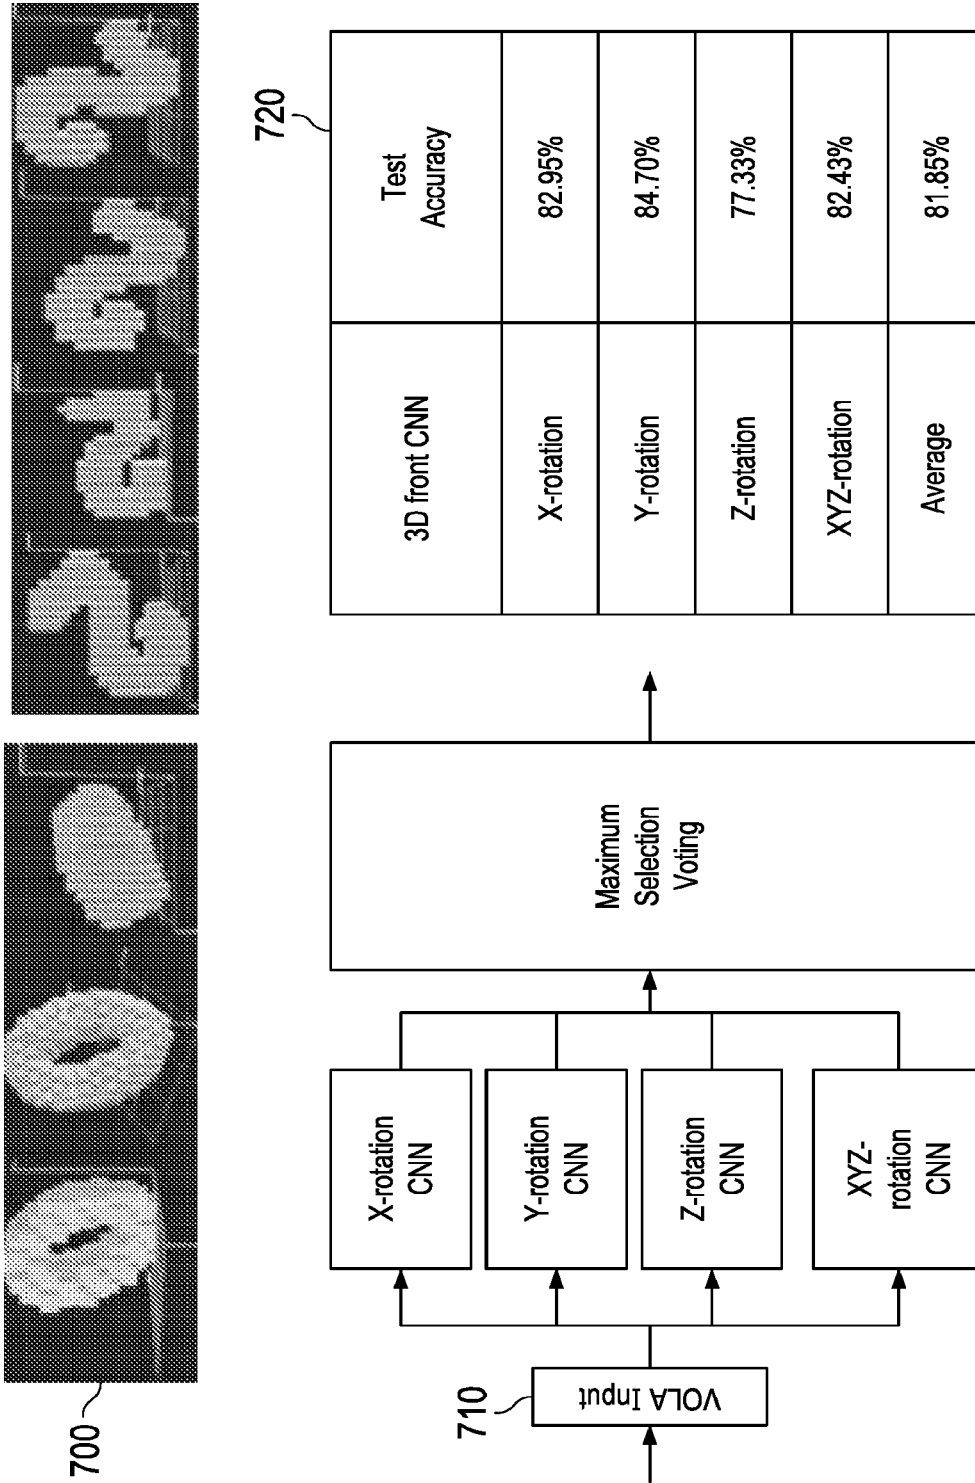 700
710
VOLA Input
X-rotation
CNN
Y-rotation
CNN
Z-rotation
CNN
XYZ-
rotation
CNN
Maximum
Selection
Voting
720
3D front CNN
Test
Accuracy
X-rotation
82.95%
Y-rotation
84.70%
Z-rotation
77.33%
XYZ-rotation
82.43%
Average
81.85%